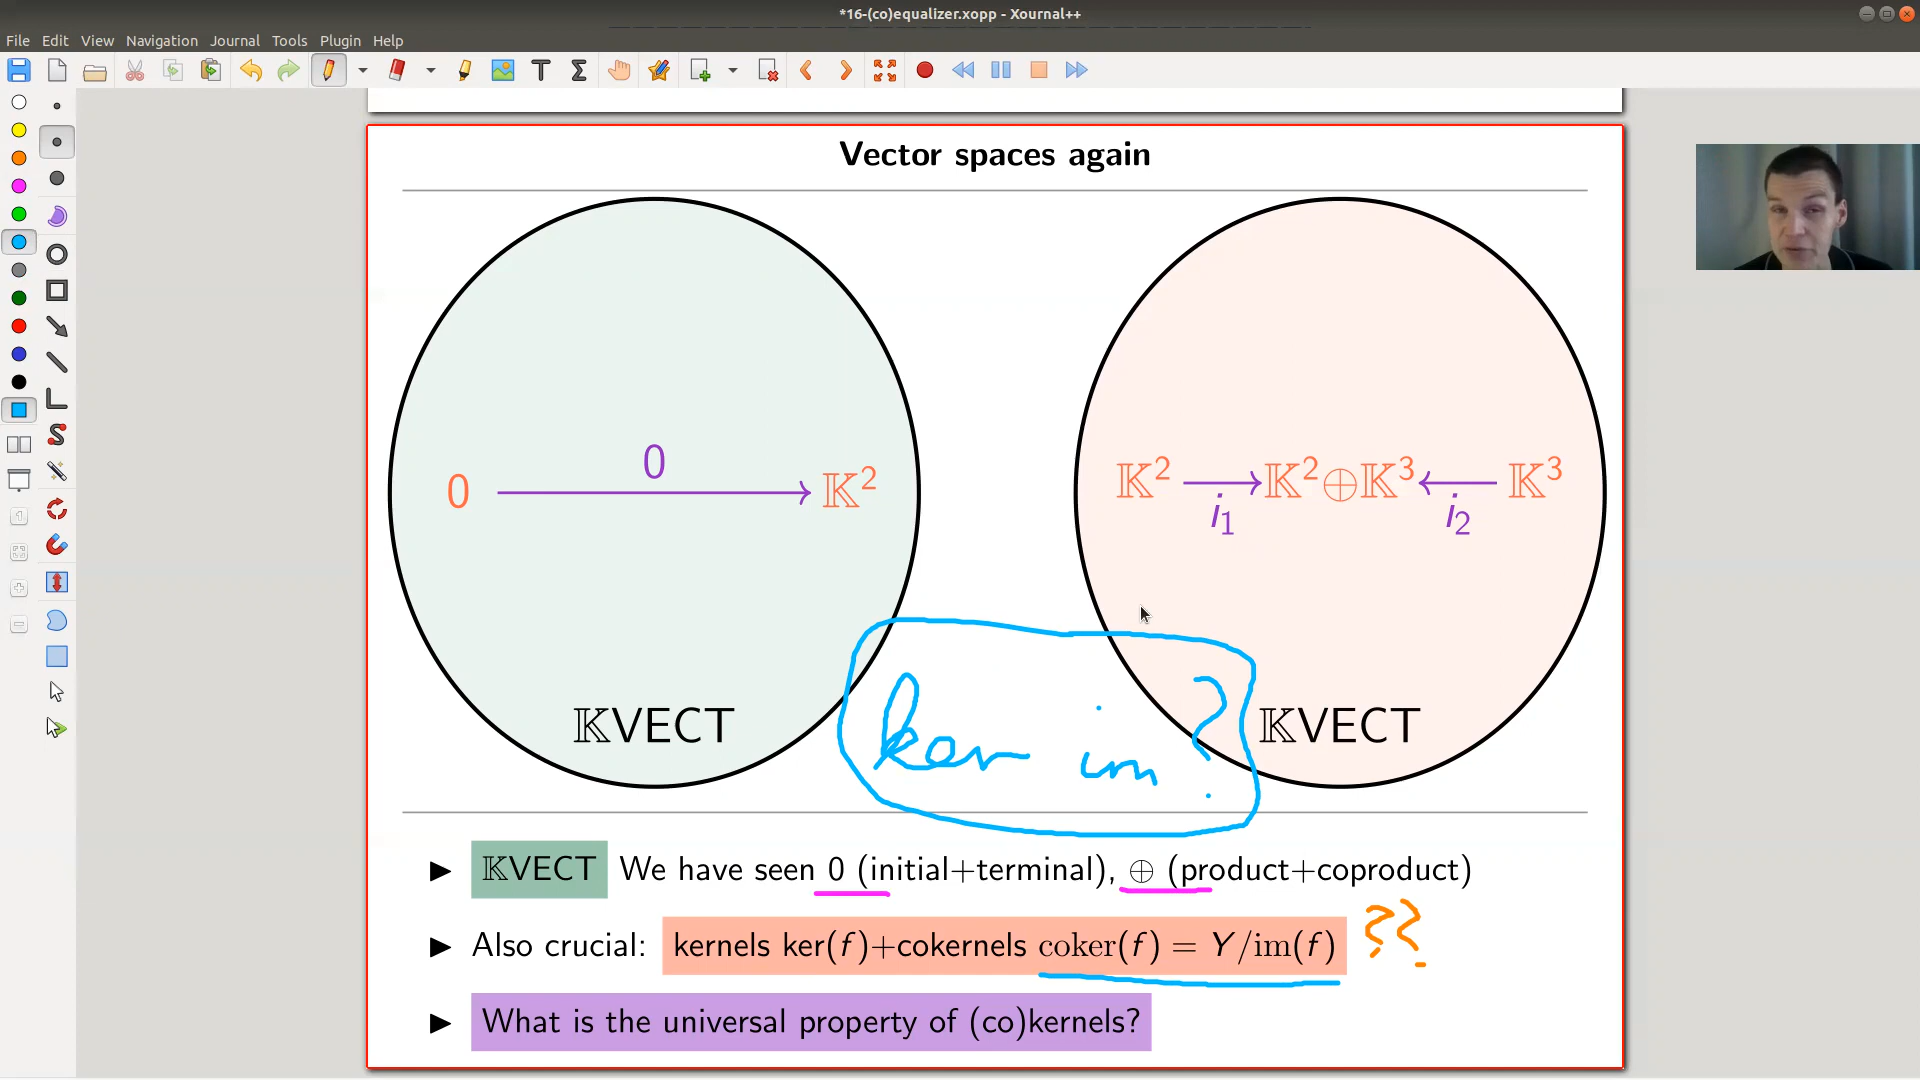 *16-(co)equalizer.xopp - Xournal++
File Edit View Navigation Journal Tools Plugin Help
Vector spaces again
0
0 𝕂² 𝕂² 𝕂²⊕𝕂³ 𝕂³
i₁ i₂
ker im ?
𝕂VECT 𝕂VECT
► 𝕂VECT We have seen 0 (initial+terminal), ⊕ (product+coproduct)
► Also crucial: kernels ker(f)+cokernels coker(f) = Y/im(f) ??
► What is the universal property of (co)kernels?